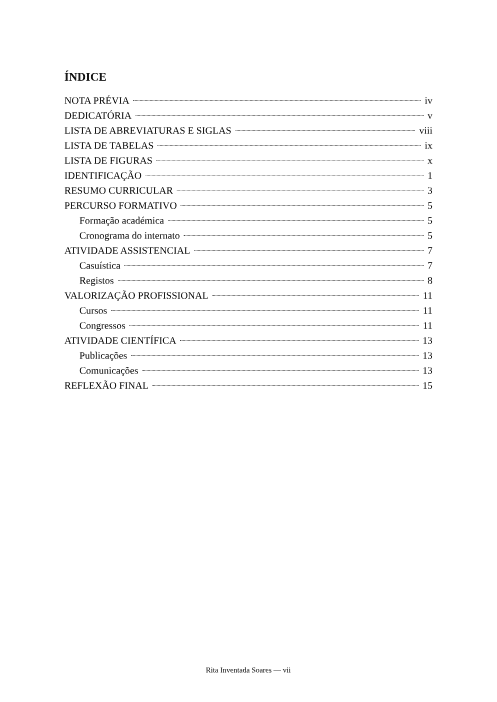 ÍNDICE
NOTA PRÉVIA iv
DEDICATÓRIA v
LISTA DE ABREVIATURAS E SIGLAS viii
LISTA DE TABELAS ix
LISTA DE FIGURAS x
IDENTIFICAÇÃO 1
RESUMO CURRICULAR 3
PERCURSO FORMATIVO 5
Formação académica 5
Cronograma do internato 5
ATIVIDADE ASSISTENCIAL 7
Casuística 7
Registos 8
VALORIZAÇÃO PROFISSIONAL 11
Cursos 11
Congressos 11
ATIVIDADE CIENTÍFICA 13
Publicações 13
Comunicações 13
REFLEXÃO FINAL 15
Rita Inventada Soares — vii